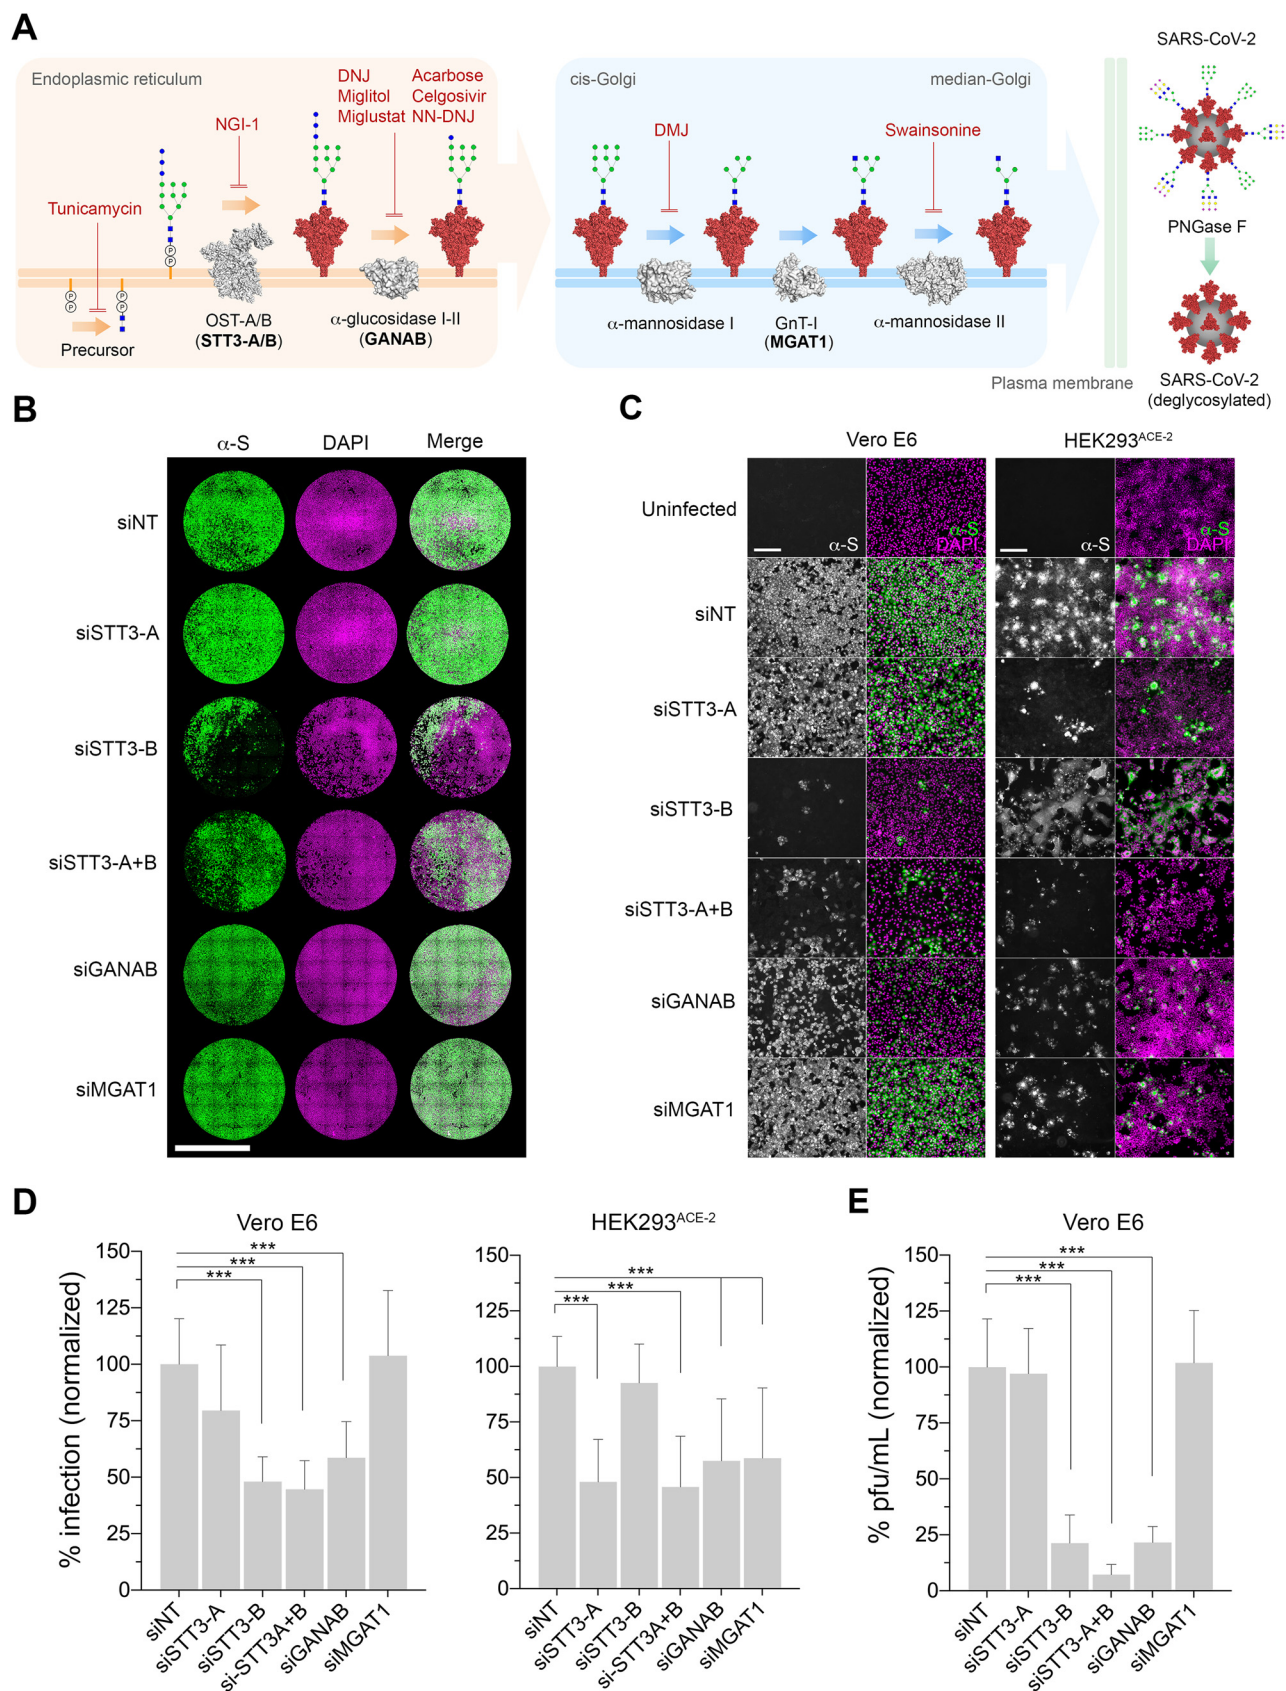 A
Endoplasmic reticulum
DNJ
Miglitol
Miglustat
Acarbose
Celgosivir
NN-DNJ
NGI-1
Tunicamycin
P
P
P
P
P
P
Precursor
OST-A/B
(STT3-A/B)
α-glucosidase I-II
(GANAB)
cis-Golgi
median-Golgi
DMJ
Swainsonine
α-mannosidase I
GnT-I
(MGAT1)
α-mannosidase II
Plasma membrane
SARS-CoV-2
PNGase F
SARS-CoV-2
(deglycosylated)
B
α-S DAPI Merge
siNT
siSTT3-A
siSTT3-B
siSTT3-A+B
siGANAB
siMGAT1
C
Vero E6 HEK293ACE-2
Uninfected
α-S
α-S
DAPI
α-S
α-S
DAPI
siNT
siSTT3-A
siSTT3-B
siSTT3-A+B
siGANAB
siMGAT1
D
Vero E6
% infection (normalized)
150
125
100
75
50
25
0
***
***
***
siNT
siSTT3-A
siSTT3-B
si-STT3A+B
siGANAB
siMGAT1
HEK293ACE-2
150
125
100
75
50
25
0
***
***
***
siNT
siSTT3-A
siSTT3-B
si-STT3A+B
siGANAB
siMGAT1
E
Vero E6
% pfu/mL (normalized)
150
125
100
75
50
25
0
***
***
***
siNT
siSTT3-A
siSTT3-B
siSTT3-A+B
siGANAB
siMGAT1